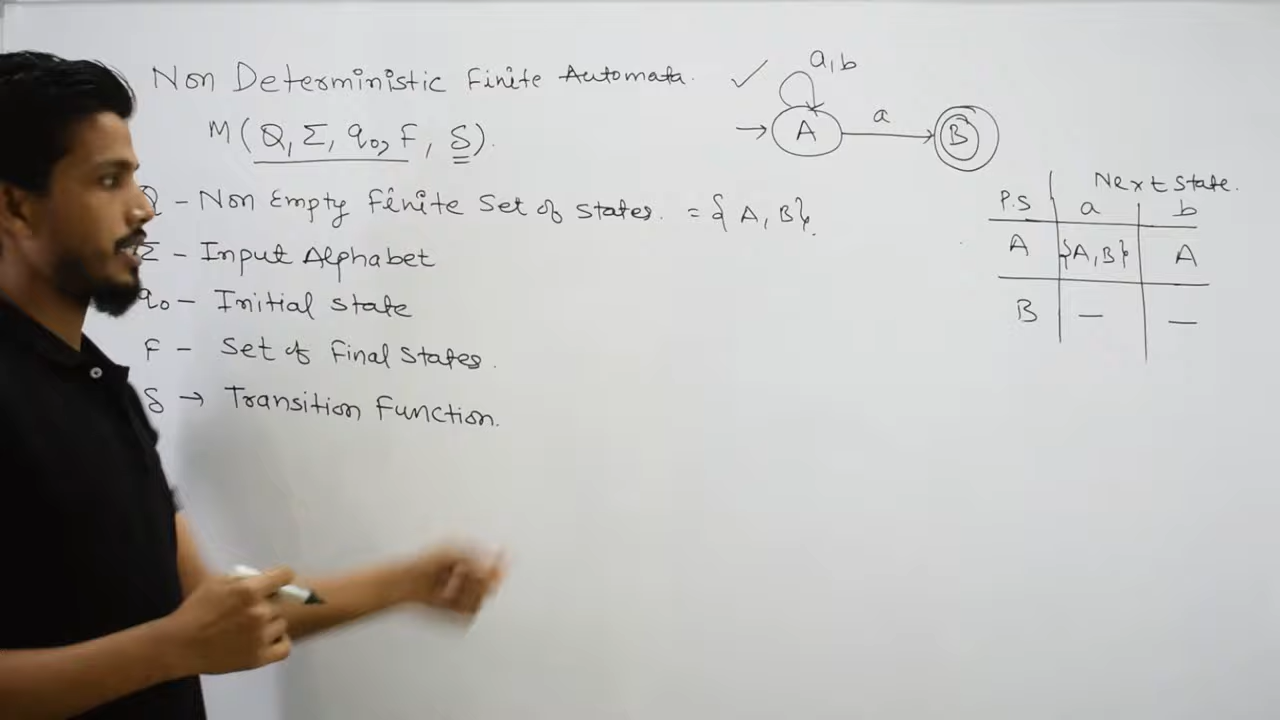 Non Deterministic Finite Automata. ✓
M (Q, Σ, q0, F, δ).
Q - Non Empty Finite Set of States. = {A, B}.
Σ - Input Alphabet
q0 - Initial State
F - Set of Final States.
δ → Transition Function.
a,b
→ A a B
P.S Next State.
a b
A {A,B} A
B — —